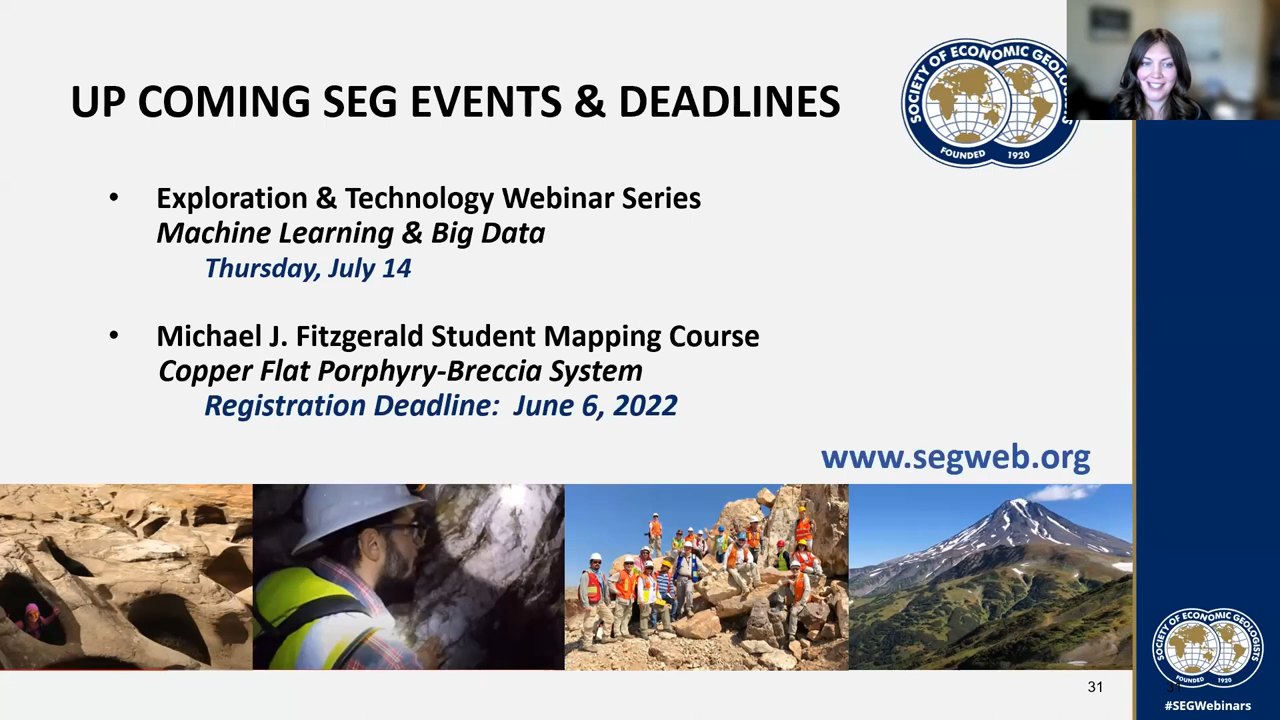 UP COMING SEG EVENTS & DEADLINES
SOCIETY OF ECONOMIC GEOLOGISTS
FOUNDED 1920
• Exploration & Technology Webinar Series
Machine Learning & Big Data
Thursday, July 14
• Michael J. Fitzgerald Student Mapping Course
Copper Flat Porphyry-Breccia System
Registration Deadline: June 6, 2022
www.segweb.org
31
31
SOCIETY OF ECONOMIC GEOLOGISTS
FOUNDED 1920
#SEGWebinars